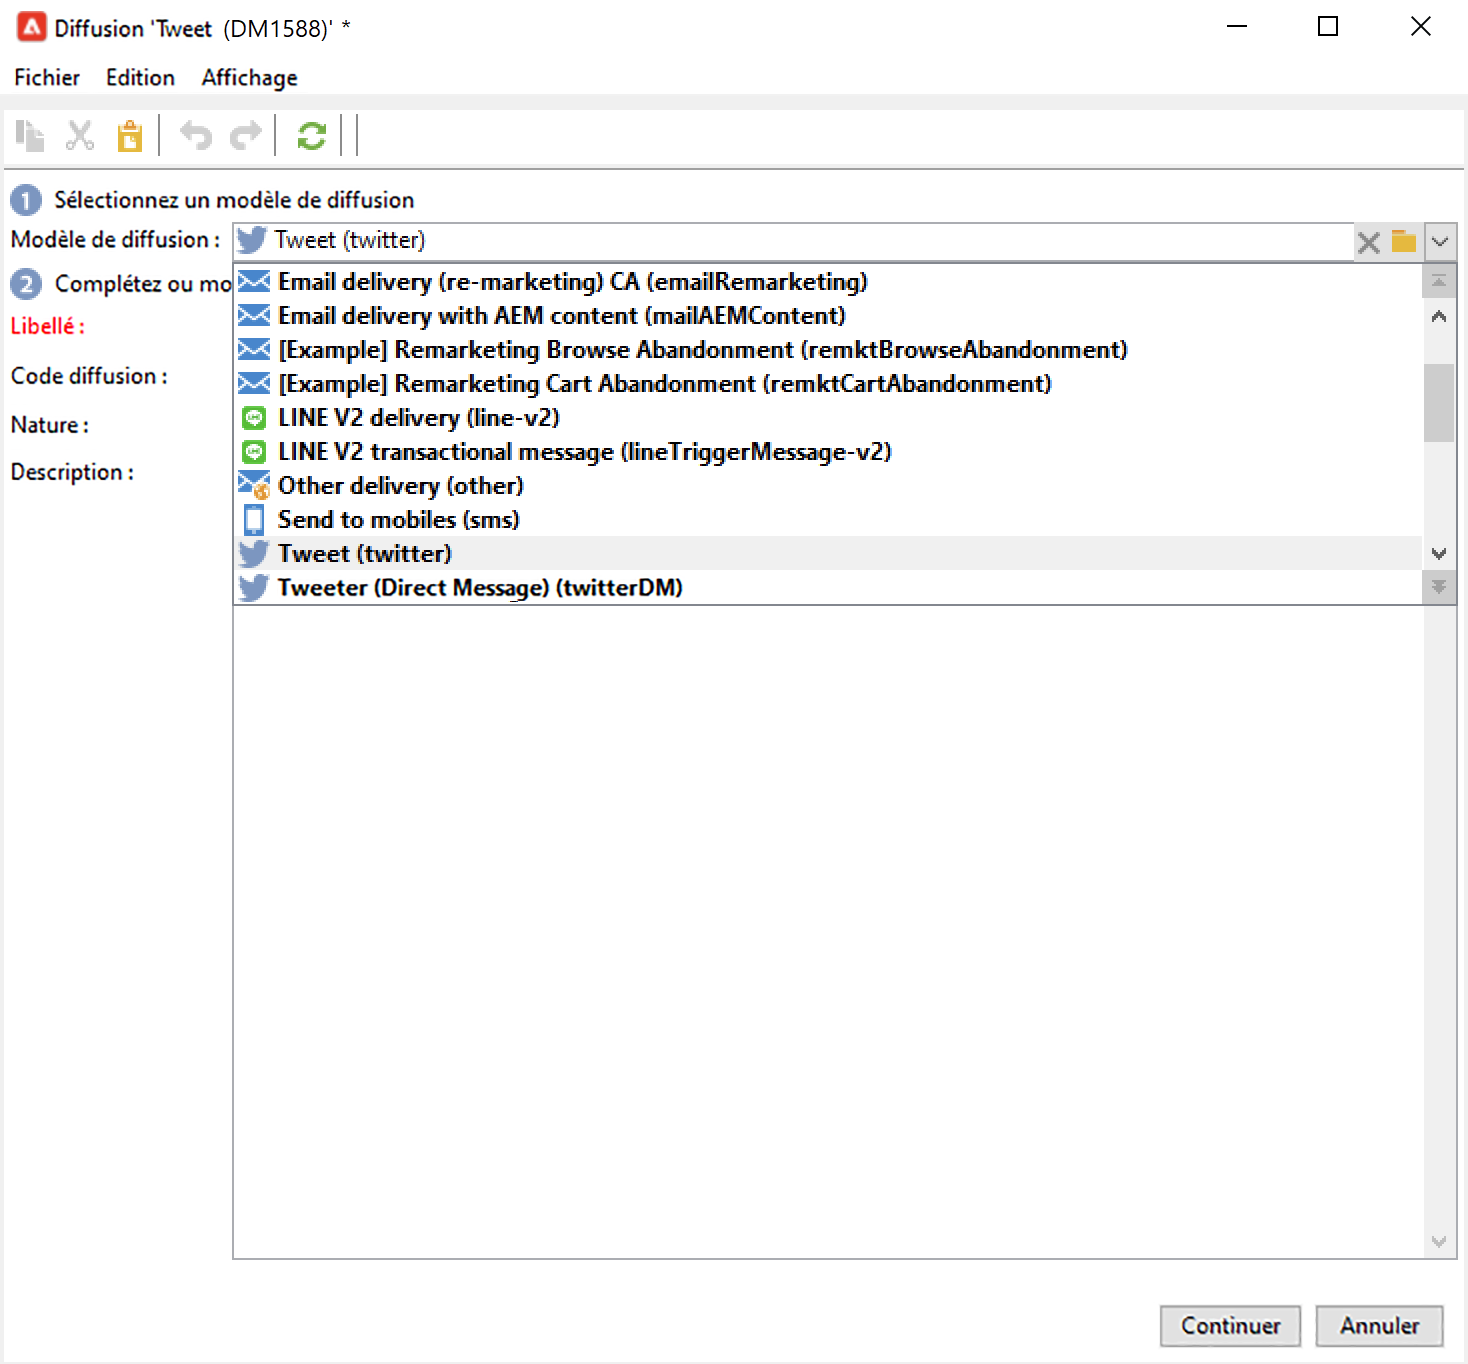 Diffusion 'Tweet (DM1588)' *
Fichier Edition Affichage
1 Sélectionnez un modèle de diffusion
Modèle de diffusion : Tweet (twitter)
2 Complétez ou mo
Email delivery (re-marketing) CA (emailRemarketing)
Libellé :
Email delivery with AEM content (mailAEMContent)
[Example] Remarketing Browse Abandonment (remktBrowseAbandonment)
Code diffusion :
[Example] Remarketing Cart Abandonment (remktCartAbandonment)
Nature :
LINE V2 delivery (line-v2)
LINE V2 transactional message (lineTriggerMessage-v2)
Description :
Other delivery (other)
Send to mobiles (sms)
Tweet (twitter)
Tweeter (Direct Message) (twitterDM)
Continuer Annuler